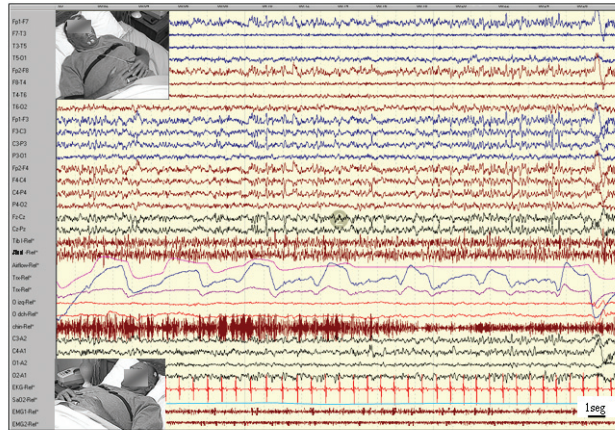 Fp1-F7
F7-T3
T3-T5
T5-O1
Fp2-F8
F8-T4
T4-T6
T6-O2
Fp1-F3
F3-C3
C3-P3
P3-O1
Fp2-F4
F4-C4
C4-P4
P4-O2
Fz-Cz
Cz-Pz
Tib I-Ref*
-Ref*
Airflow-Ref*
Trx-Ref*
Trx-Ref*
O izq-Ref*
O dch-Ref*
chin-Ref*
C3-A2
C4-A1
O1-A2
O2-A1
EKG-Ref*
SaO2-Ref*
EMG1-Ref*
EMG2-Ref*
1seg